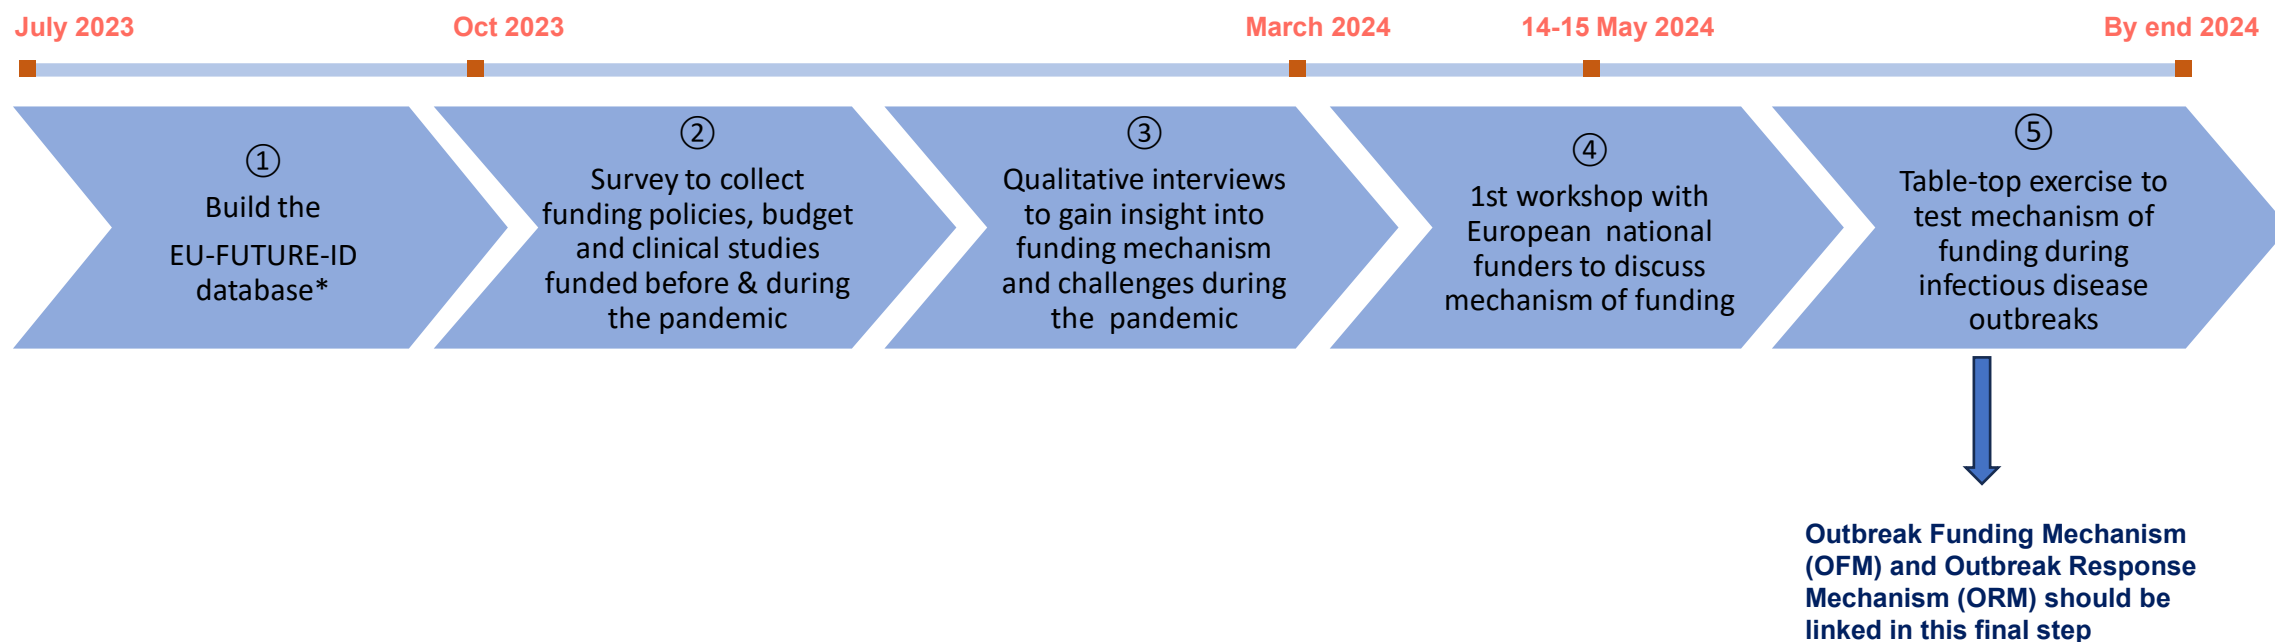 July 2023
Oct 2023
March 2024
14-15 May 2024
By end 2024
①
Build the
EU-FUTURE-ID
database*
②
Survey to collect
funding policies, budget
and clinical studies
funded before & during
the pandemic
③
Qualitative interviews
to gain insight into
funding mechanism
and challenges during
the pandemic
④
1st workshop with
European national
funders to discuss
mechanism of funding
⑤
Table-top exercise to
test mechanism of
funding during
infectious disease
outbreaks
Outbreak Funding Mechanism
(OFM) and Outbreak Response
Mechanism (ORM) should be
linked in this final step